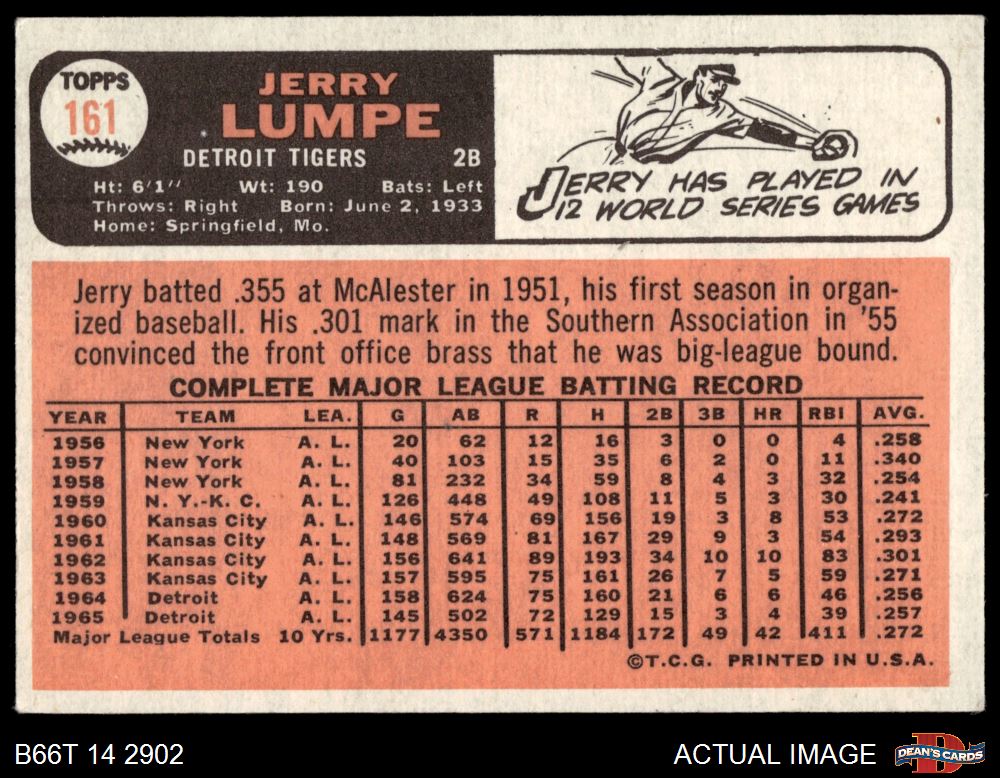 TOPPS
161
JERRY
LUMPE
DETROIT TIGERS 2B
Ht: 6'1" Wt: 190 Bats: Left
Throws: Right Born: June 2, 1933
Home: Springfield, Mo.
JERRY HAS PLAYED IN
12 WORLD SERIES GAMES
Jerry batted .355 at McAlester in 1951, his first season in organ-
ized baseball. His .301 mark in the Southern Association in '55
convinced the front office brass that he was big-league bound.
COMPLETE MAJOR LEAGUE BATTING RECORD
YEAR TEAM LEA. G AB R H 2B 3B HR RBI AVG.
1956 New York A. L. 20 62 12 16 3 0 0 4 .258
1957 New York A. L. 40 103 15 35 6 2 0 11 .340
1958 New York A. L. 81 232 34 59 8 4 3 32 .254
1959 N. Y.-K. C. A. L. 126 448 49 108 11 5 3 30 .241
1960 Kansas City A. L. 146 574 69 156 19 3 8 53 .272
1961 Kansas City A. L. 148 569 81 167 29 9 3 54 .293
1962 Kansas City A. L. 156 641 89 193 34 10 10 83 .301
1963 Kansas City A. L. 157 595 75 161 26 7 5 59 .271
1964 Detroit A. L. 158 624 75 160 21 6 6 46 .256
1965 Detroit A. L. 145 502 72 129 15 3 4 39 .257
Major League Totals 10 Yrs. 1177 4350 571 1184 172 49 42 411 .272
©T.C.G. PRINTED IN U.S.A.
B66T 14 2902 ACTUAL IMAGE
DEAN'S CARDS